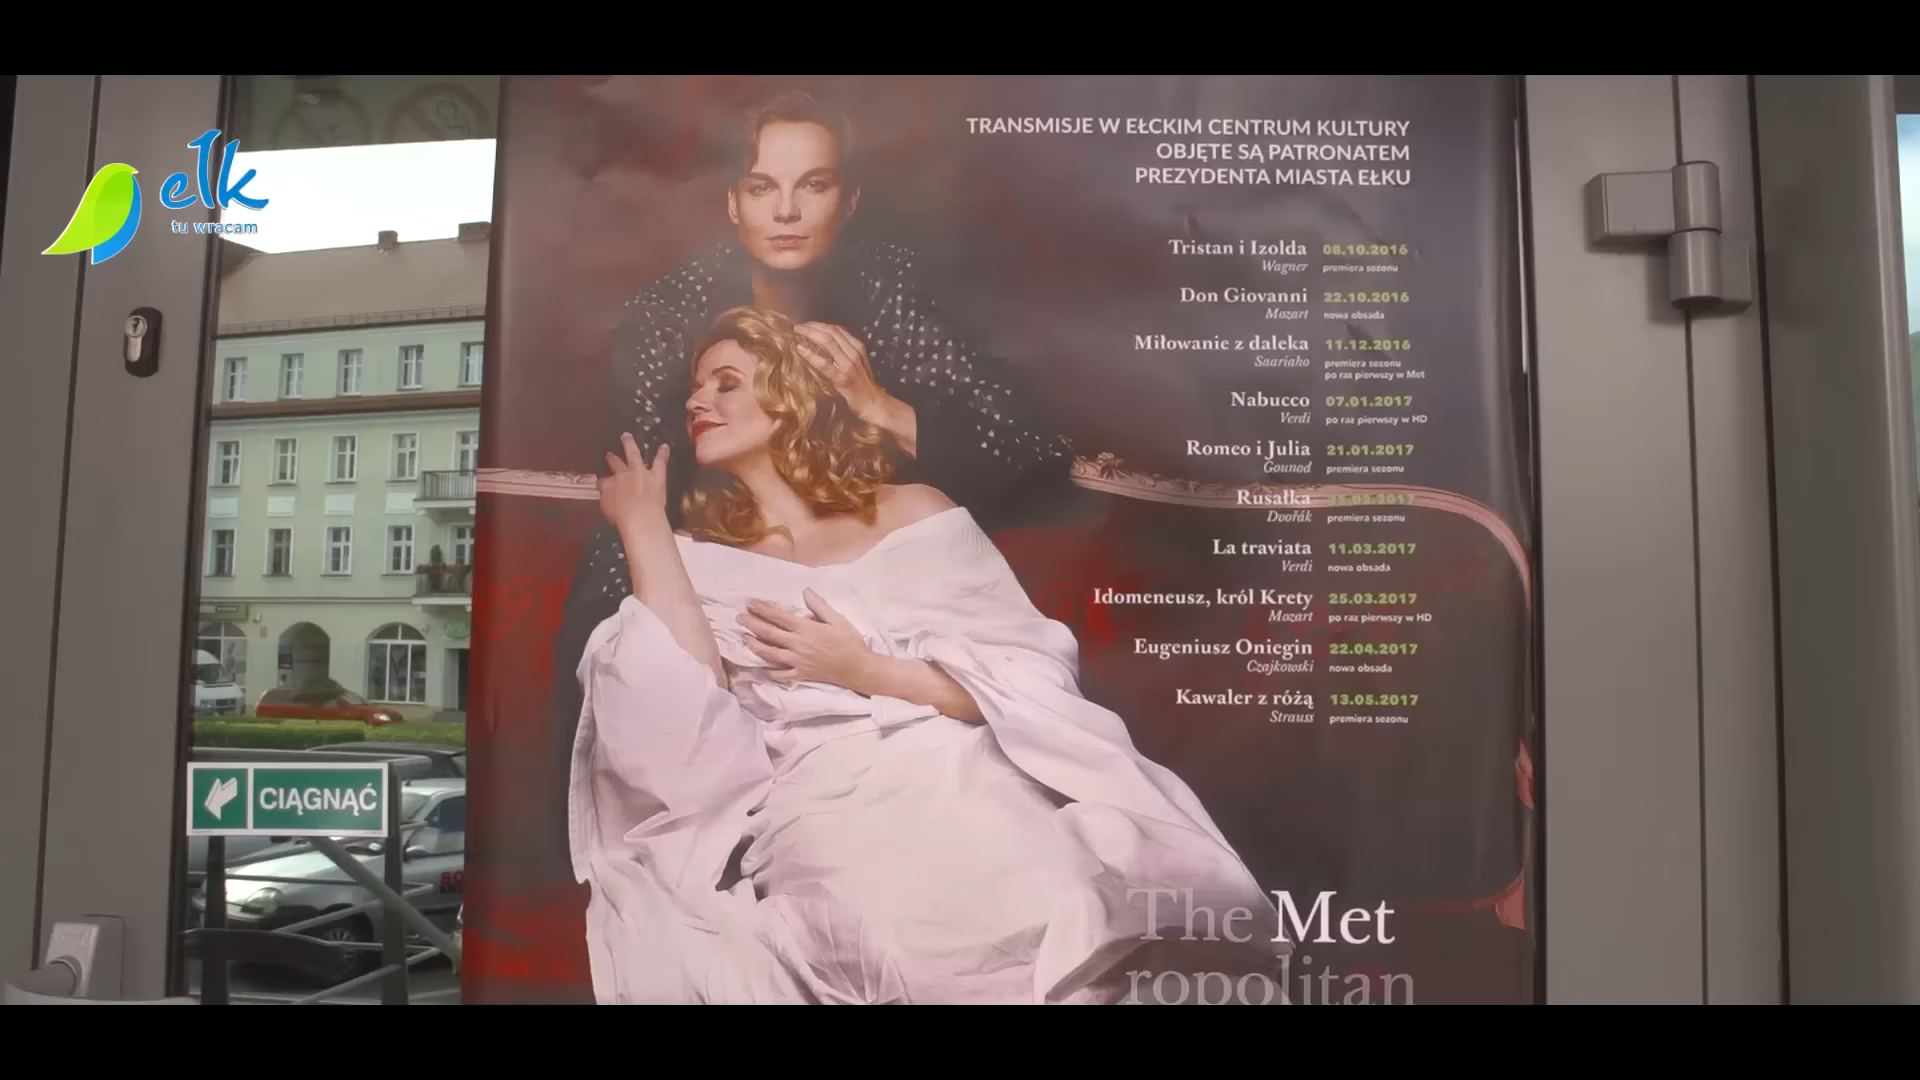 ełk
tu wracam
TRANSMISJE W EŁCKIM CENTRUM KULTURY
OBJĘTE SĄ PATRONATEM
PREZYDENTA MIASTA EŁKU
Tristan i Izolda 08.10.2016
Wagner premiera sezonu
Don Giovanni 22.10.2016
Mozart nowa obsada
Miłowanie z daleka 11.12.2016
Saariaho premiera sezonu
po raz pierwszy w Met
Nabucco 07.01.2017
Verdi po raz pierwszy w HD
Romeo i Julia 21.01.2017
Gounod premiera sezonu
Rusałka
Dvořák premiera sezonu
La traviata 11.03.2017
Verdi nowa obsada
Idomeneusz, król Krety 25.03.2017
Mozart po raz pierwszy w HD
Eugeniusz Oniegin 22.04.2017
Czajkowski nowa obsada
Kawaler z różą 13.05.2017
Strauss premiera sezonu
CIĄGNĄĆ
The Met
ropolitan